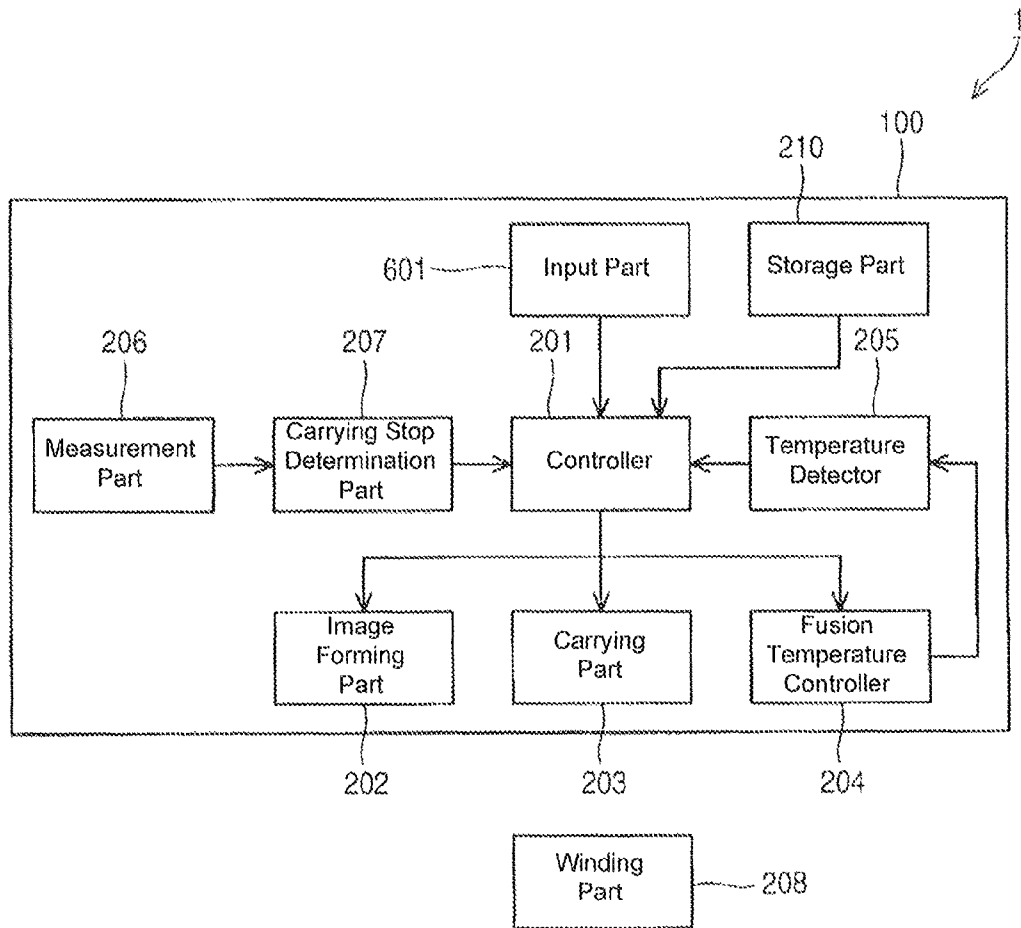 1
100
210
601
Input Part
Storage Part
206
207
201
205
Measurement
Part
Carrying Stop
Determination
Part
Controller
Temperature
Detector
Image
Forming
Part
Carrying
Part
Fusion
Temperature
Controller
202
203
204
Winding
Part
208